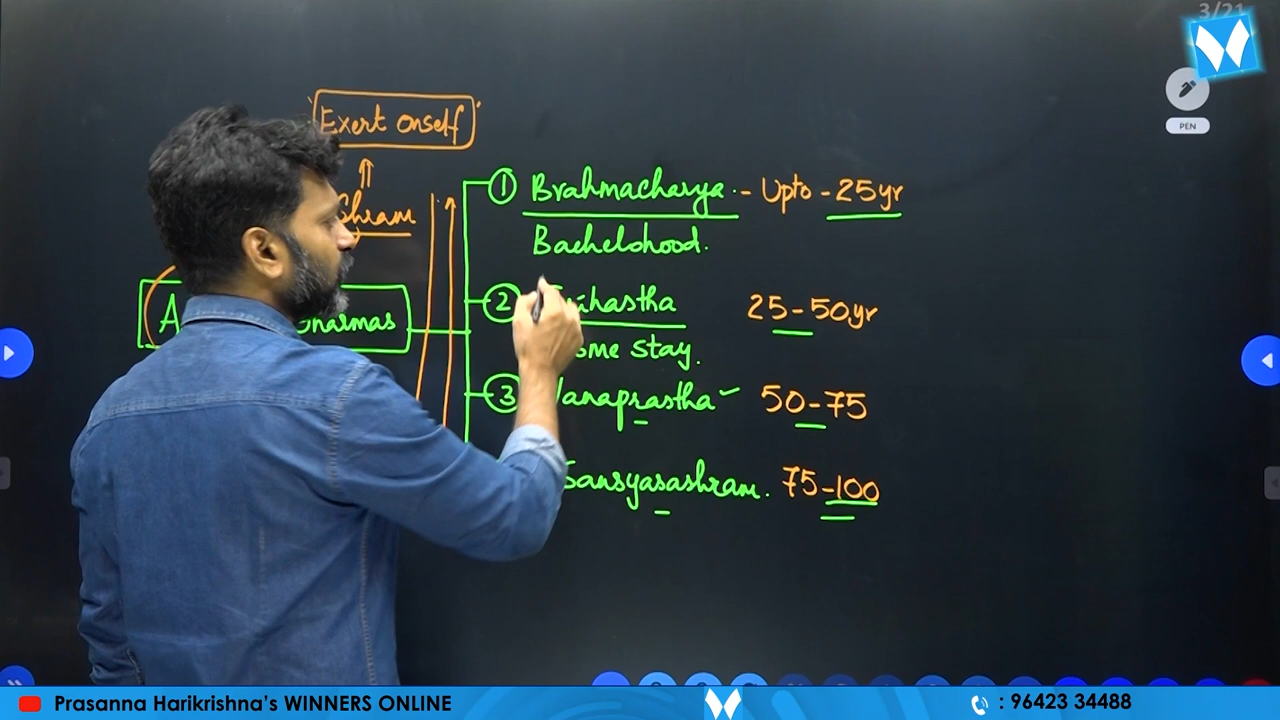 3/21
PEN
Exert onself
Shram
① Brahmacharya - Upto - 25yr
Bachelohood.
② 25-50yr
stay.
③ 50-75
Sansyasashram. 75-100
Prasanna Harikrishna's WINNERS ONLINE
: 96423 34488